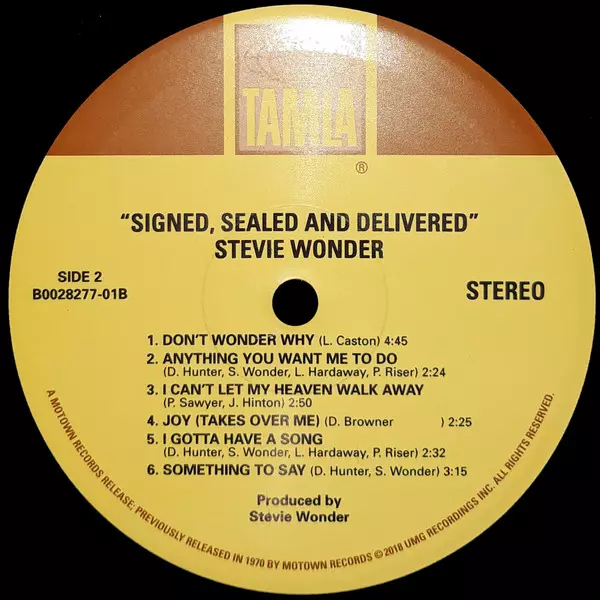 TAMLA
®
"SIGNED, SEALED AND DELIVERED"
STEVIE WONDER
SIDE 2
B0028277-01B
STEREO
1. DON'T WONDER WHY (L. Caston) 4:45
2. ANYTHING YOU WANT ME TO DO
(D. Hunter, S. Wonder, L. Hardaway, P. Riser) 2:24
3. I CAN'T LET MY HEAVEN WALK AWAY
(P. Sawyer, J. Hinton) 2:50
4. JOY (TAKES OVER ME) (D. Browner ) 2:25
5. I GOTTA HAVE A SONG
(D. Hunter, S. Wonder, L. Hardaway, P. Riser) 2:32
6. SOMETHING TO SAY (D. Hunter, S. Wonder) 3:15
Produced by
Stevie Wonder
A MOTOWN RECORDS RELEASE; PREVIOUSLY RELEASED IN 1970 BY MOTOWN RECORDS ©2018 UMG RECORDINGS INC. ALL RIGHTS RESERVED.